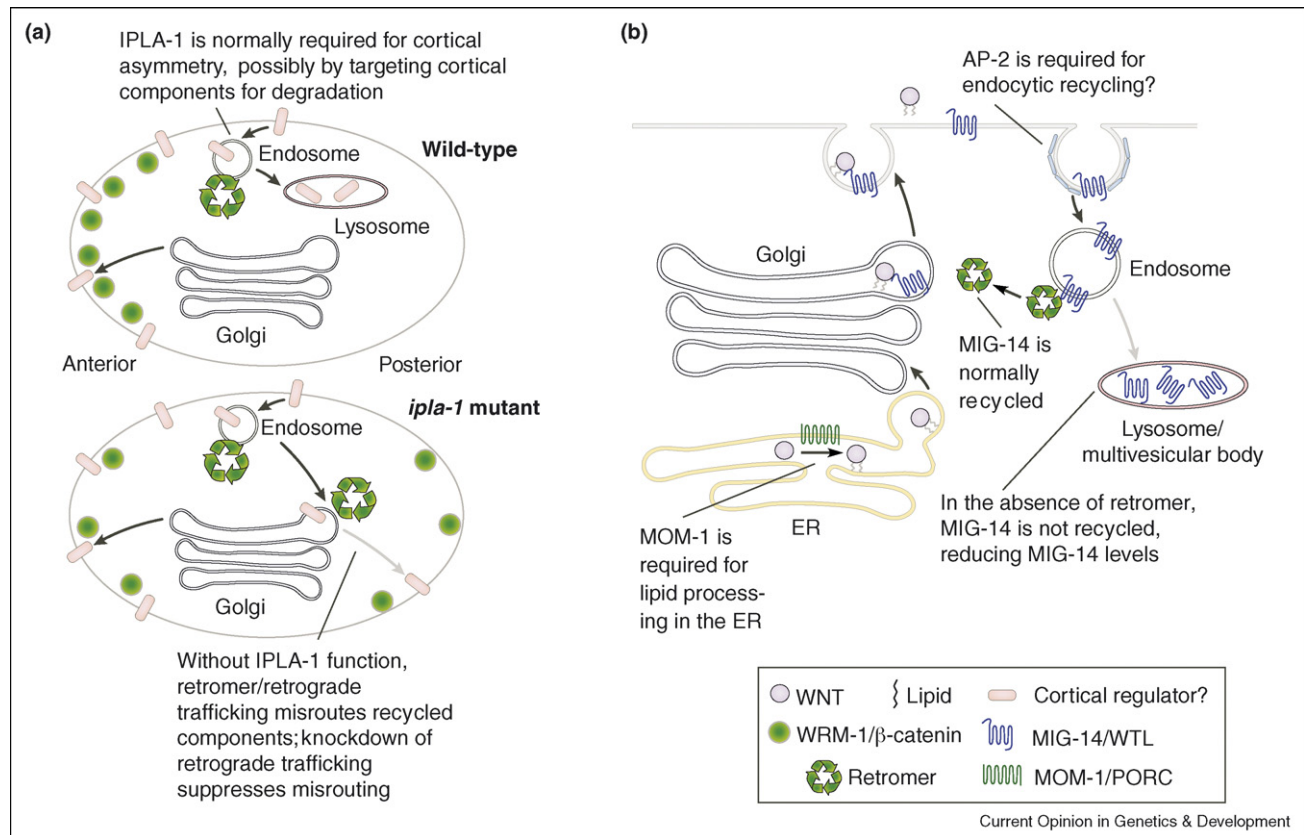 (a)
IPLA-1 is normally required for cortical
asymmetry, possibly by targeting cortical
components for degradation
Endosome
Wild-type
Lysosome
Golgi
Anterior
Posterior
ipla-1 mutant
Endosome
Golgi
Without IPLA-1 function,
retromer/retrograde
trafficking misroutes recycled
components;knockdown of
retrograde trafficking
suppresses misrouting
(b)
AP-2 is required for
endocytic recycling?
Golgi
Endosome
MIG-14 is
normally
recycled
Lysosome/
multivesicular body
ER
MOM-1 is
required for
lipid process-
ing in the ER
In the absence of retromer,
MIG-14 is not recycled,
reducing MIG-14 levels
WNT
Lipid
Cortical regulator?
WRM-1/β-catenin
MIG-14/WTL
Retromer
MOM-1/PORC
Current Opinion in Genetics & Development